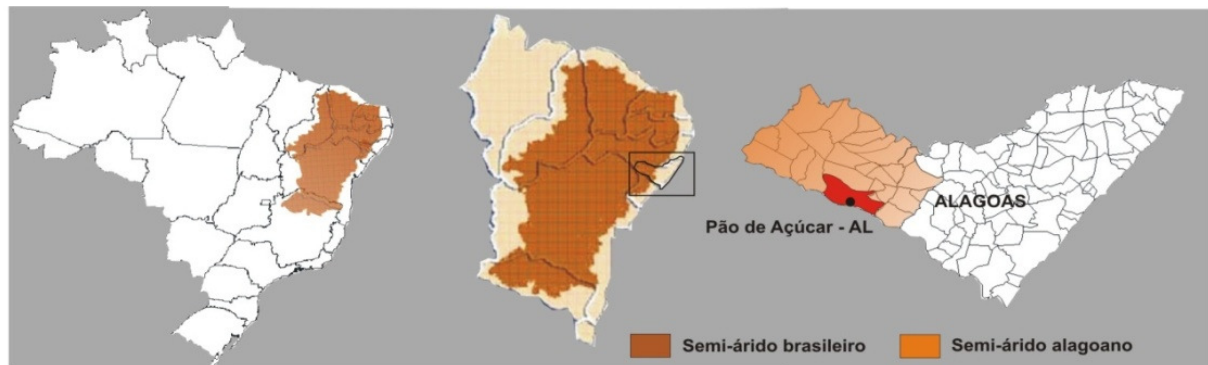 ALAGOAS
Pão de Açúcar - AL
Semi-árido brasileiro
Semi-árido alagoano